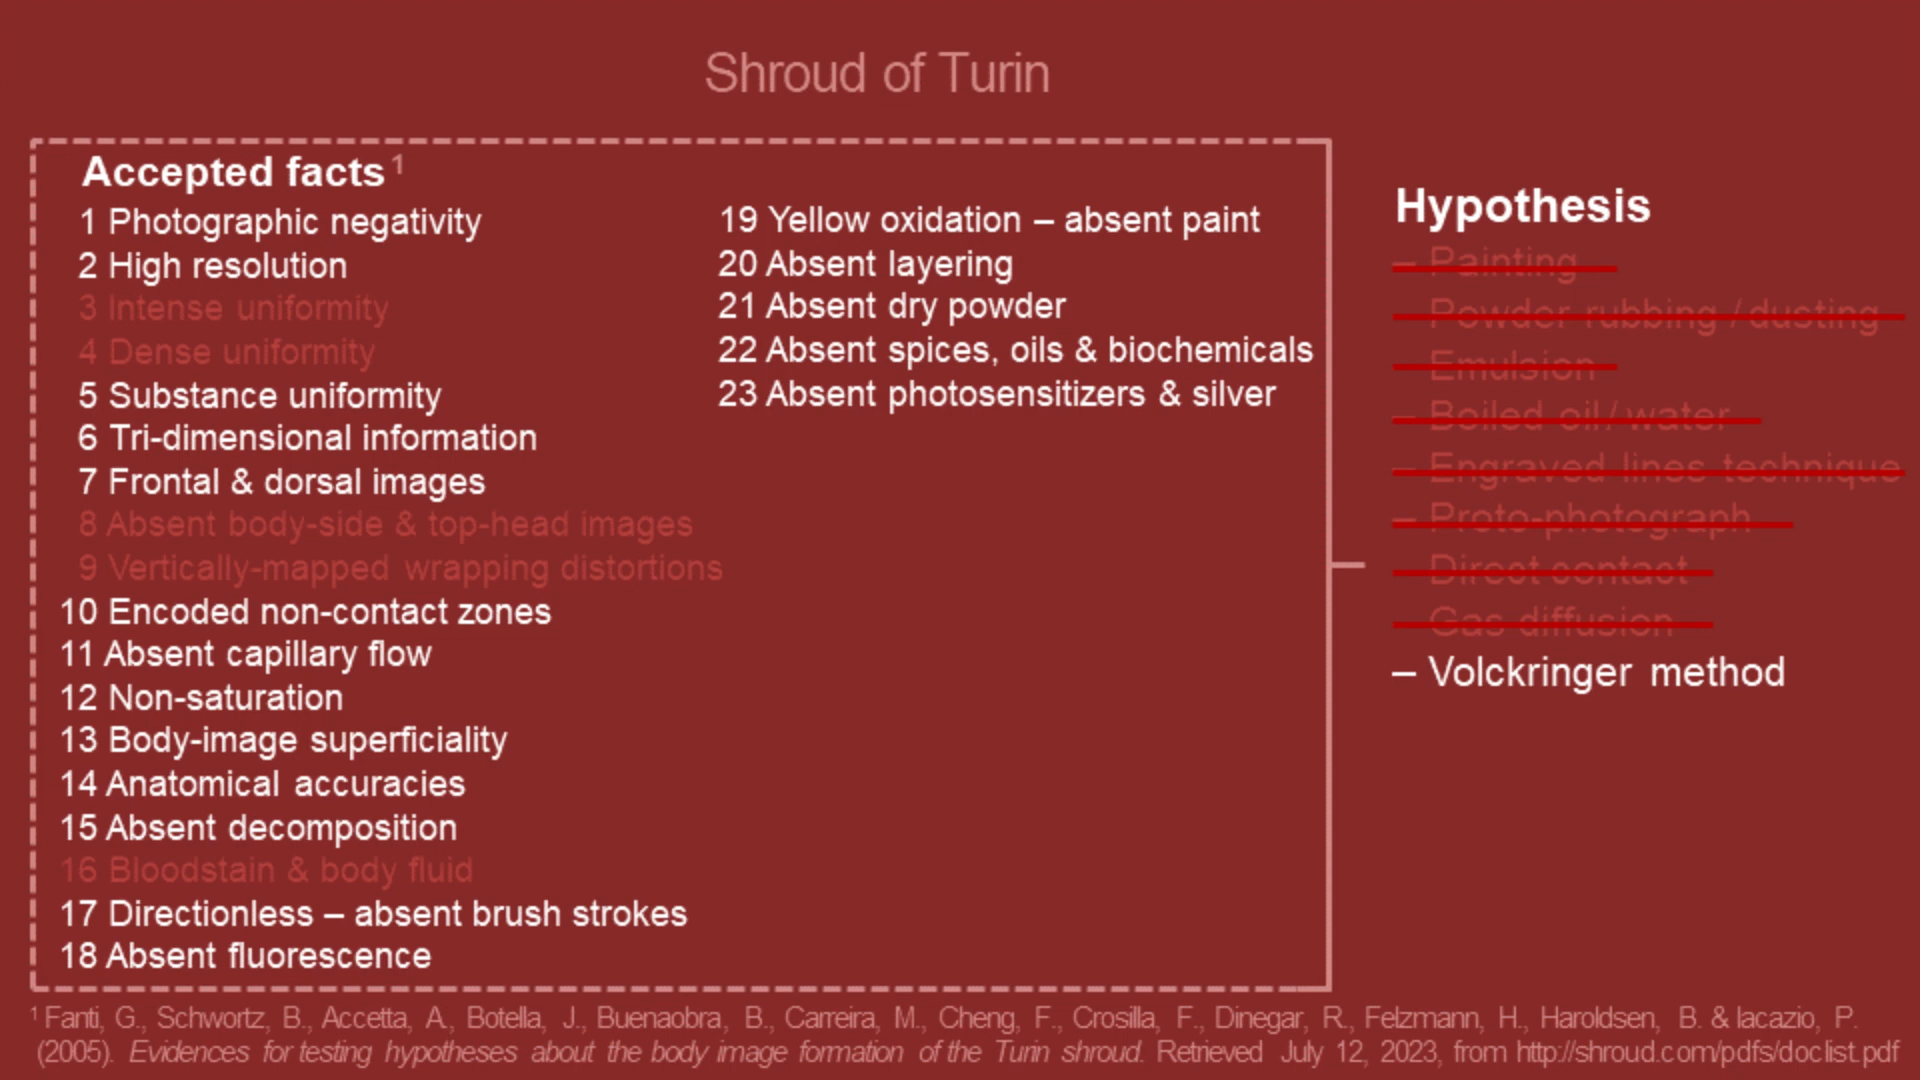 Shroud of Turin
Accepted facts 1
1 Photographic negativity
2 High resolution
3 Intense uniformity
4 Dense uniformity
5 Substance uniformity
6 Tri-dimensional information
7 Frontal & dorsal images
8 Absent body-side & top-head images
9 Vertically-mapped wrapping distortions
10 Encoded non-contact zones
11 Absent capillary flow
12 Non-saturation
13 Body-image superficiality
14 Anatomical accuracies
15 Absent decomposition
16 Bloodstain & body fluid
17 Directionless – absent brush strokes
18 Absent fluorescence
19 Yellow oxidation – absent paint
20 Absent layering
21 Absent dry powder
22 Absent spices, oils & biochemicals
23 Absent photosensitizers & silver
Hypothesis
– Painting
– Powder rubbing / dusting
– Emulsion
– Boiled oil / water
– Engraved lines technique
– Proto-photograph
– Direct contact
– Gas diffusion
– Volckringer method
1 Fanti, G., Schwortz, B., Accetta, A., Botella, J., Buenaobra, B., Carreira, M., Cheng, F., Crosilla, F., Dinegar, R., Felzmann, H., Haroldsen, B. & Iacazio, P.
(2005). Evidences for testing hypotheses about the body image formation of the Turin shroud. Retrieved July 12, 2023, from http://shroud.com/pdfs/doclist.pdf